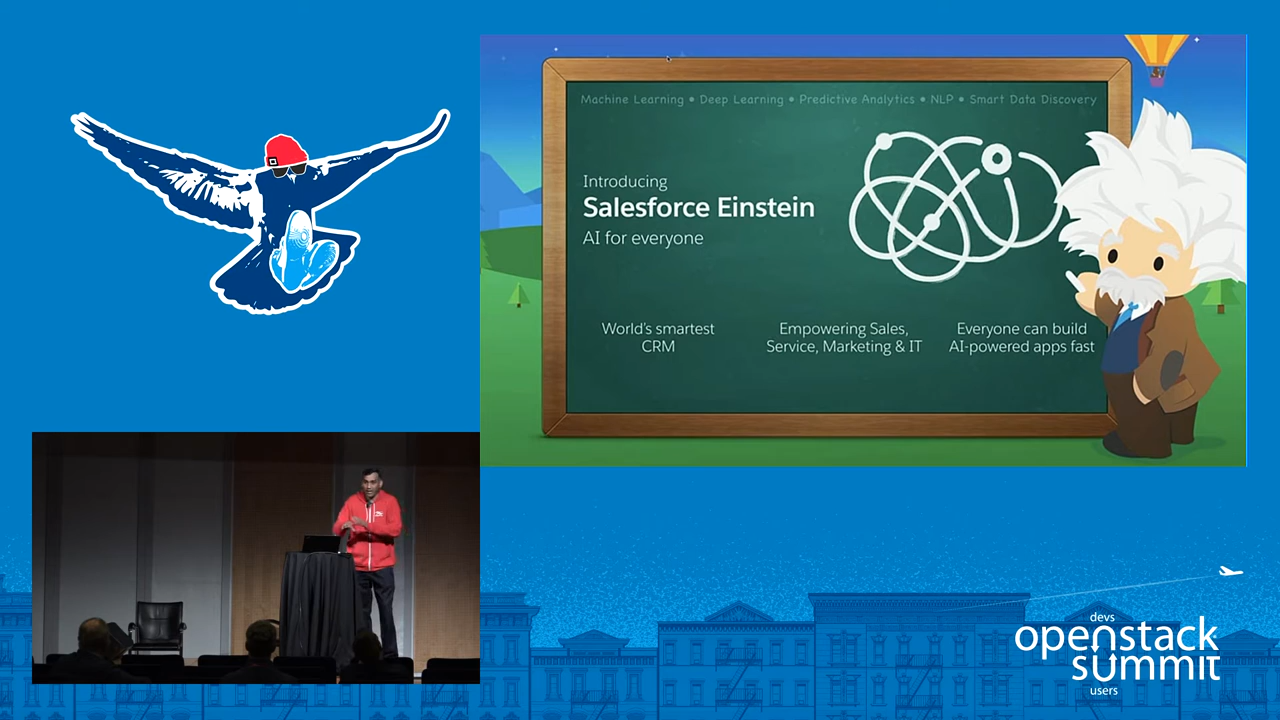 Machine Learning • Deep Learning • Predictive Analytics • NLP • Smart Data Discovery
Introducing
Salesforce Einstein
AI for everyone
World's smartest
CRM
Empowering Sales,
Service, Marketing & IT
Everyone can build
AI-powered apps fast
devs
openstack
summit
users